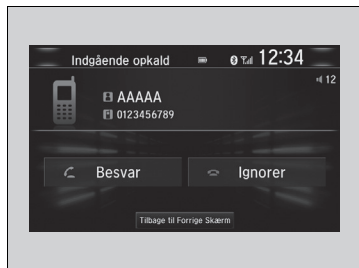 Indgående opkald 12:34
12
AAAAA
0123456789
Besvar Ignorer
Tilbage til Forrige Skærm